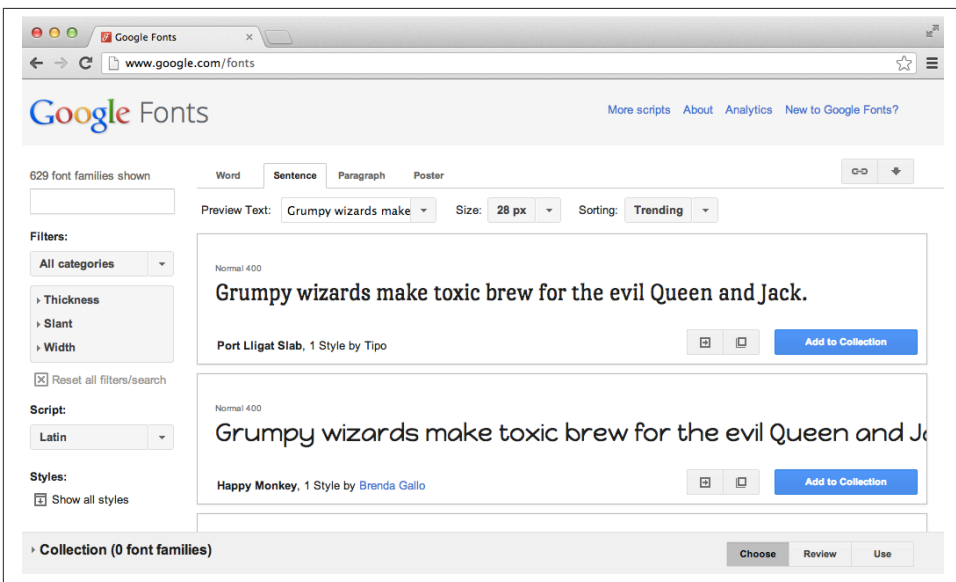 Google Fonts
www.google.com/fonts
Google Fonts
More scripts About Analytics New to Google Fonts?
629 font families shown
Word Sentence Paragraph Poster
Preview Text: Grumpy wizards make Size: 28 px Sorting: Trending
Filters:
All categories
Thickness
Slant
Width
Reset all filters/search
Script:
Latin
Styles:
Show all styles
Normal 400
Grumpy wizards make toxic brew for the evil Queen and Jack.
Port Lligat Slab, 1 Style by Tipo
Add to Collection
Normal 400
Grumpy wizards make toxic brew for the evil Queen and Ja
Happy Monkey, 1 Style by Brenda Gallo
Add to Collection
Collection (0 font families)
Choose Review Use